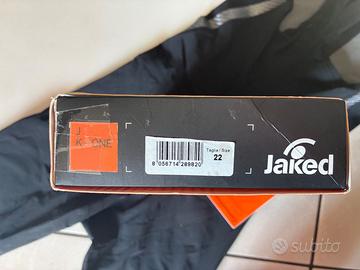 J
K ONE
Taglia / Size
22
8 056714 289820
Jaked
subito